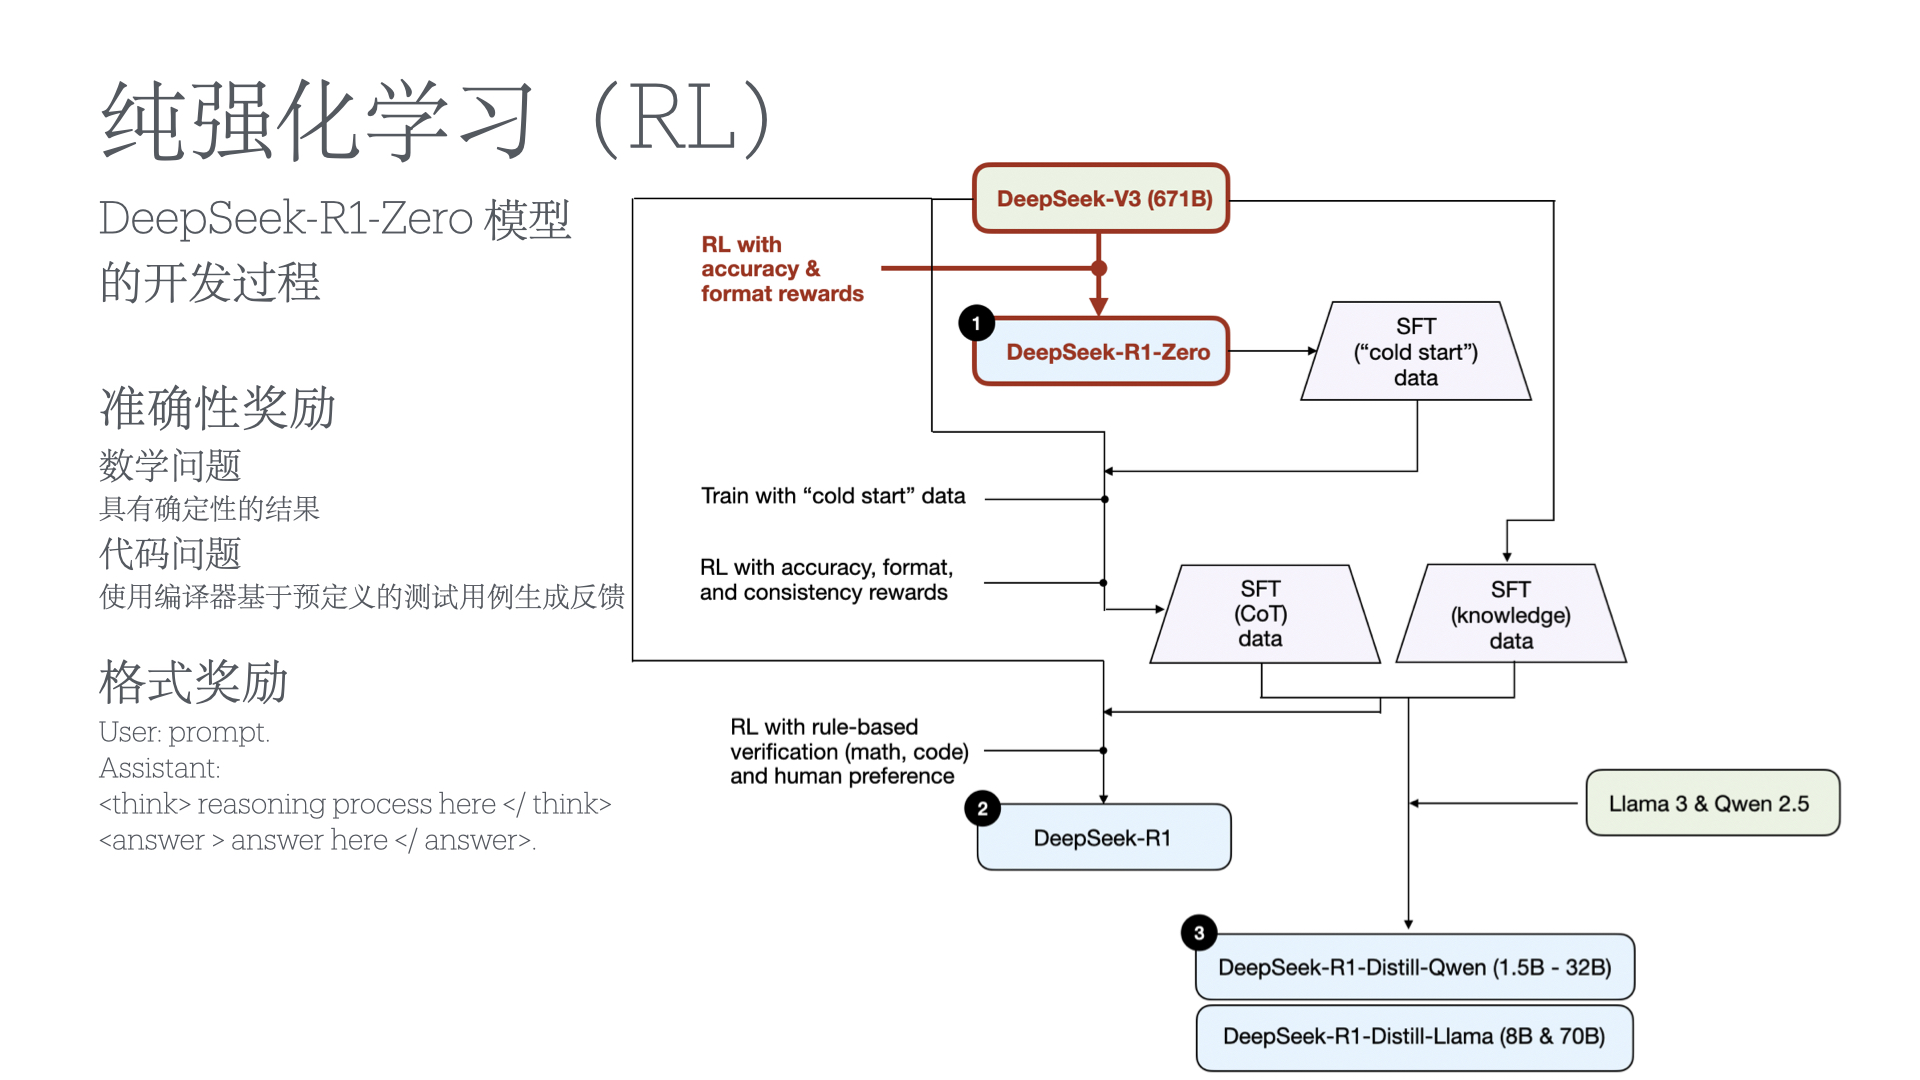 纯强化学习（RL）
DeepSeek-R1-Zero 模型
的开发过程
准确性奖励
数学问题
具有确定性的结果
代码问题
使用编译器基于预定义的测试用例生成反馈
格式奖励
User: prompt.
Assistant:
<think> reasoning process here </ think>
<answer > answer here </ answer>.
DeepSeek-V3 (671B)
RL with
accuracy &
format rewards
1
DeepSeek-R1-Zero
SFT
(“cold start”)
data
Train with “cold start” data
RL with accuracy, format,
and consistency rewards
SFT
(CoT)
data
SFT
(knowledge)
data
RL with rule-based
verification (math, code)
and human preference
2
DeepSeek-R1
Llama 3 & Qwen 2.5
3
DeepSeek-R1-Distill-Qwen (1.5B - 32B)
DeepSeek-R1-Distill-Llama (8B & 70B)